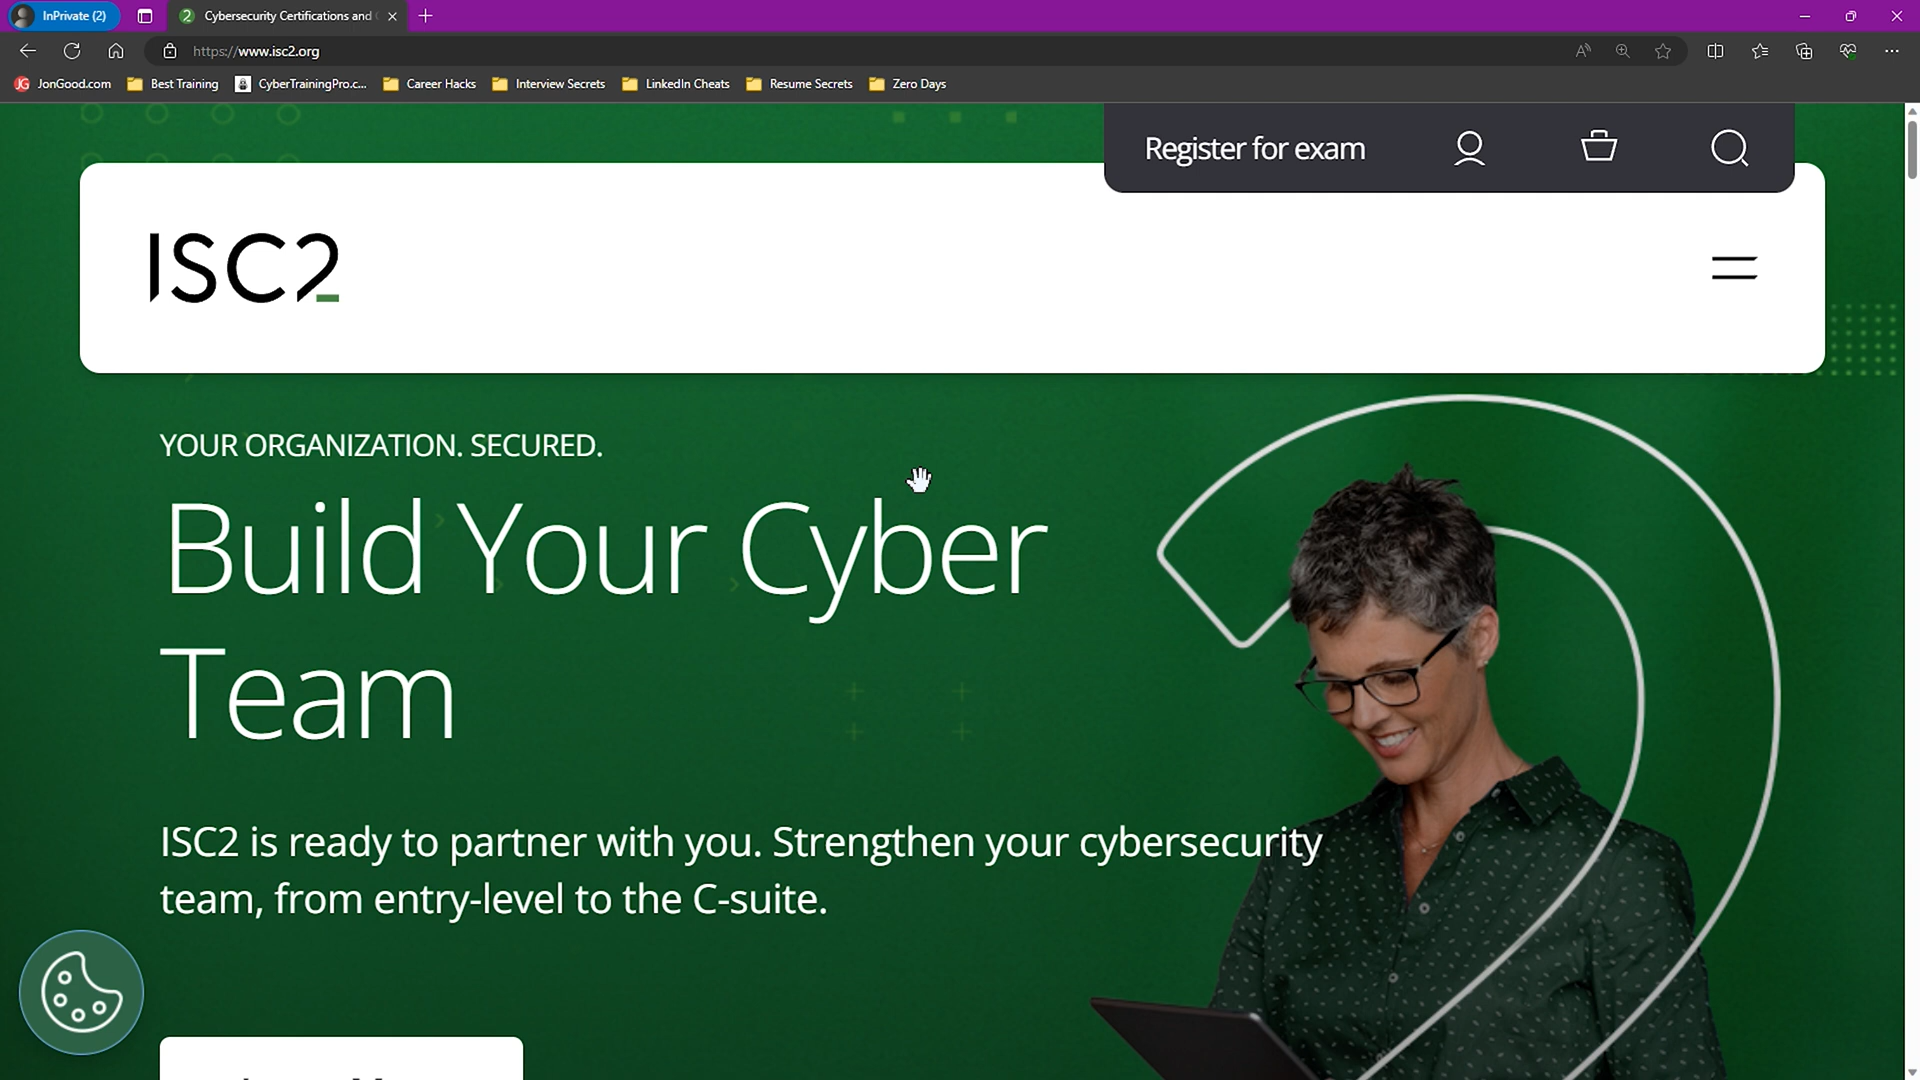 InPrivate (2)
Cybersecurity Certifications and
https://www.isc2.org
JonGood.com
Best Training
CyberTrainingPro.c...
Career Hacks
Interview Secrets
LinkedIn Cheats
Resume Secrets
Zero Days
Register for exam
ISC2
YOUR ORGANIZATION. SECURED.
Build Your Cyber
Team
ISC2 is ready to partner with you. Strengthen your cybersecurity
team, from entry-level to the C-suite.